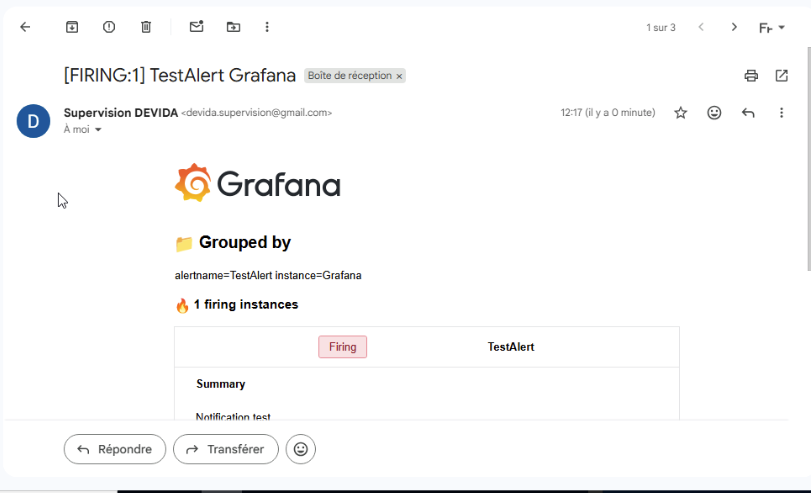 1 sur 3
Fr
[FIRING:1] TestAlert Grafana Boîte de réception ×
D
Supervision DEVIDA <devida.supervision@gmail.com>
12:17 (il y a 0 minute)
À moi
Grafana
Grouped by
alertname=TestAlert instance=Grafana
1 firing instances
Firing TestAlert
Summary
Notification test
Répondre Transférer